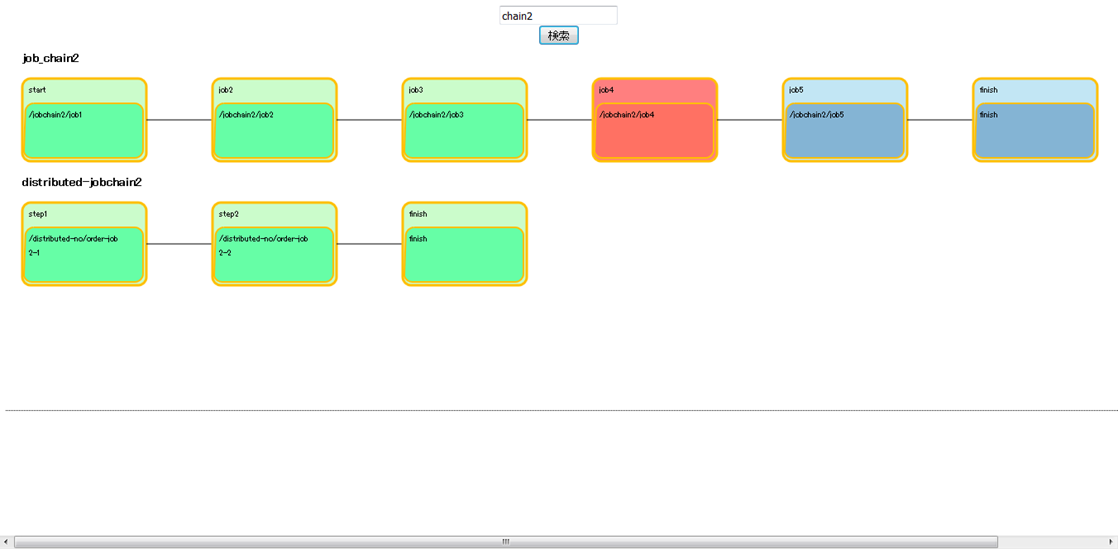 chain2
検索
job_chain2
start
job2
job3
job4
job5
finish
/jobchain2/job1
/jobchain2/job2
/jobchain2/job3
/jobchain2/job4
/jobchain2/job5
finish
distributed-jobchain2
step1
step2
finish
/distributed-no/order-job
2-1
/distributed-no/order-job
2-2
finish